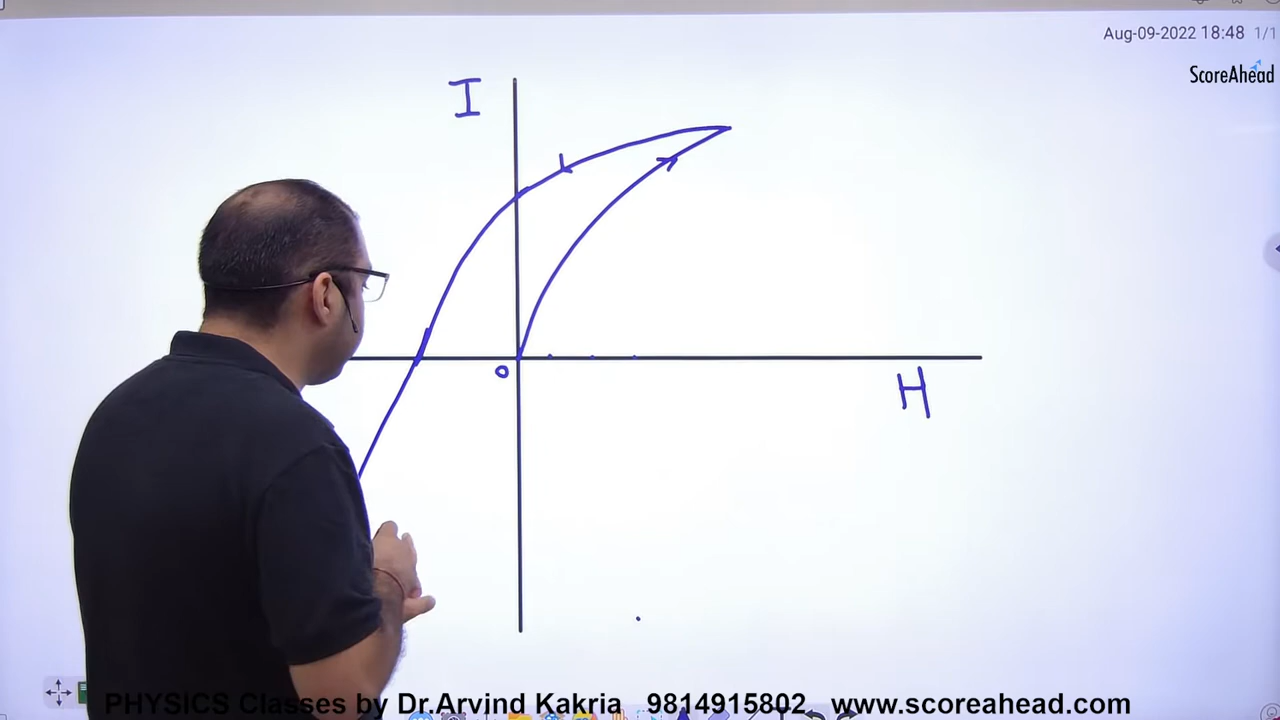 Aug-09-2022 18:48 1/1
ScoreAhead
I
O
H
PHYSICS Classes by Dr.Arvind Kakria 9814915802 www.scoreahead.com